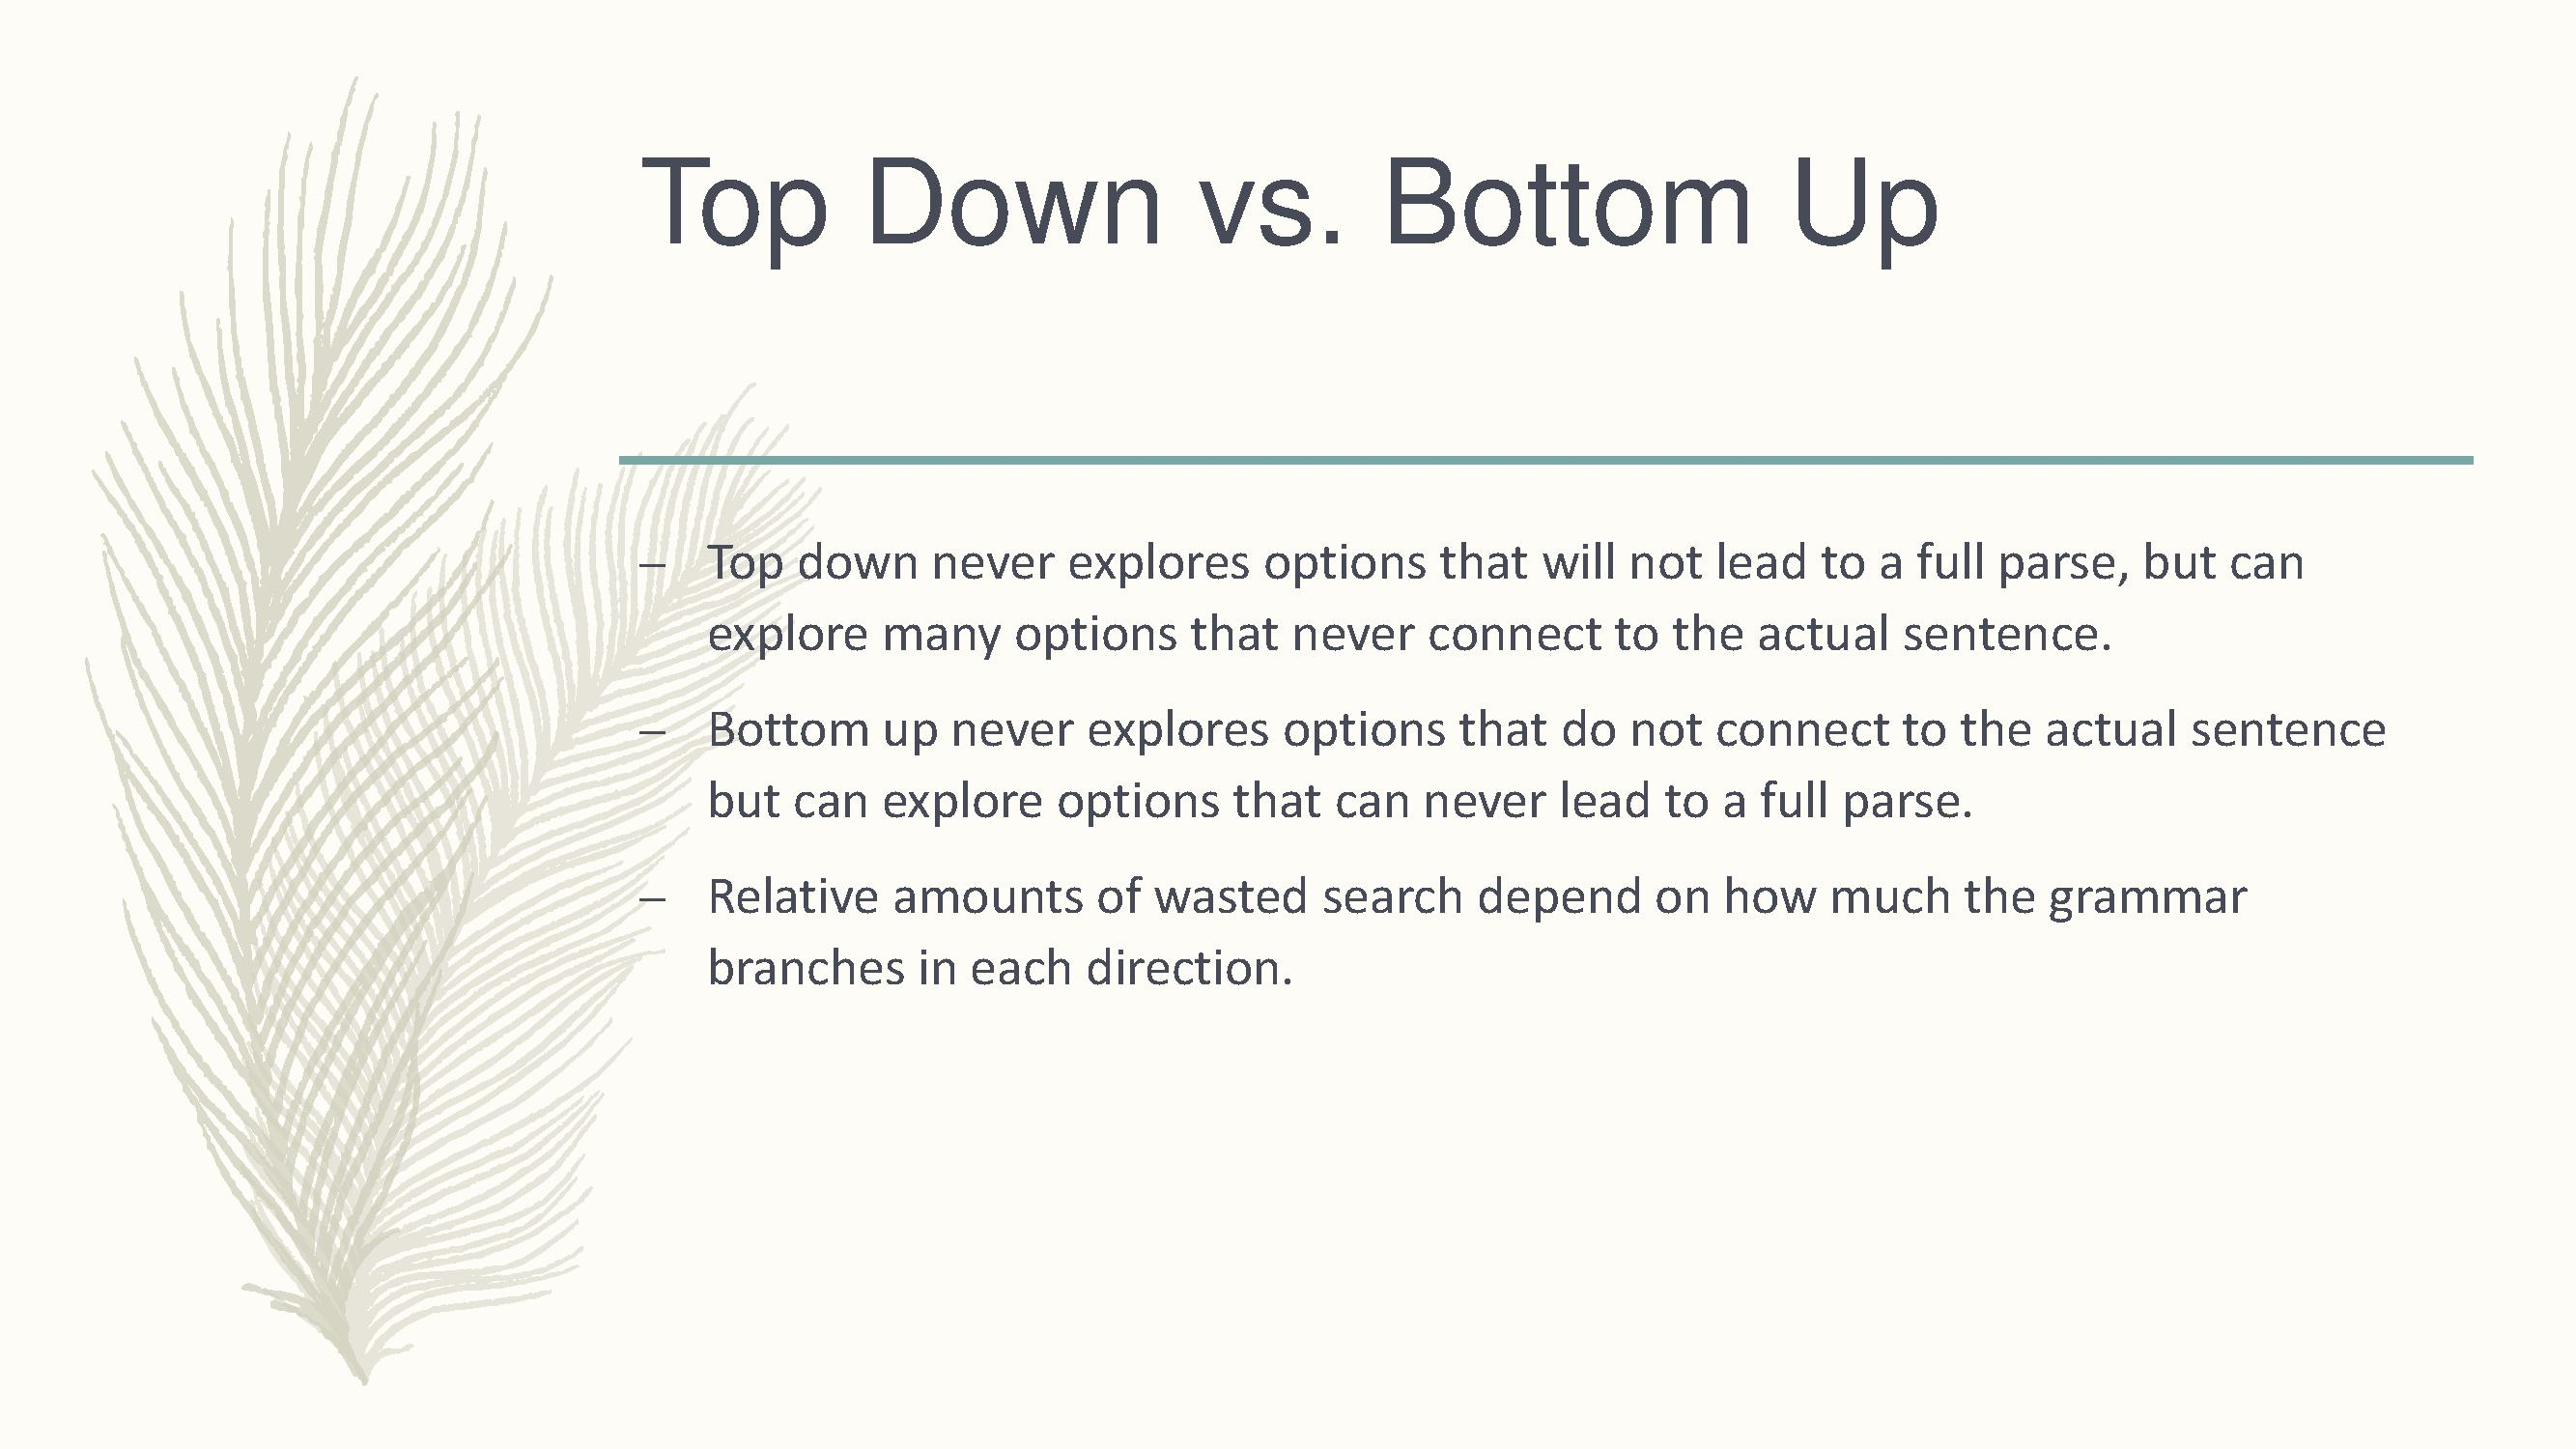 Top Down vs. Bottom Up
– Top down never explores options that will not lead to a full parse, but can
explore many options that never connect to the actual sentence.
– Bottom up never explores options that do not connect to the actual sentence
but can explore options that can never lead to a full parse.
– Relative amounts of wasted search depend on how much the grammar
branches in each direction.